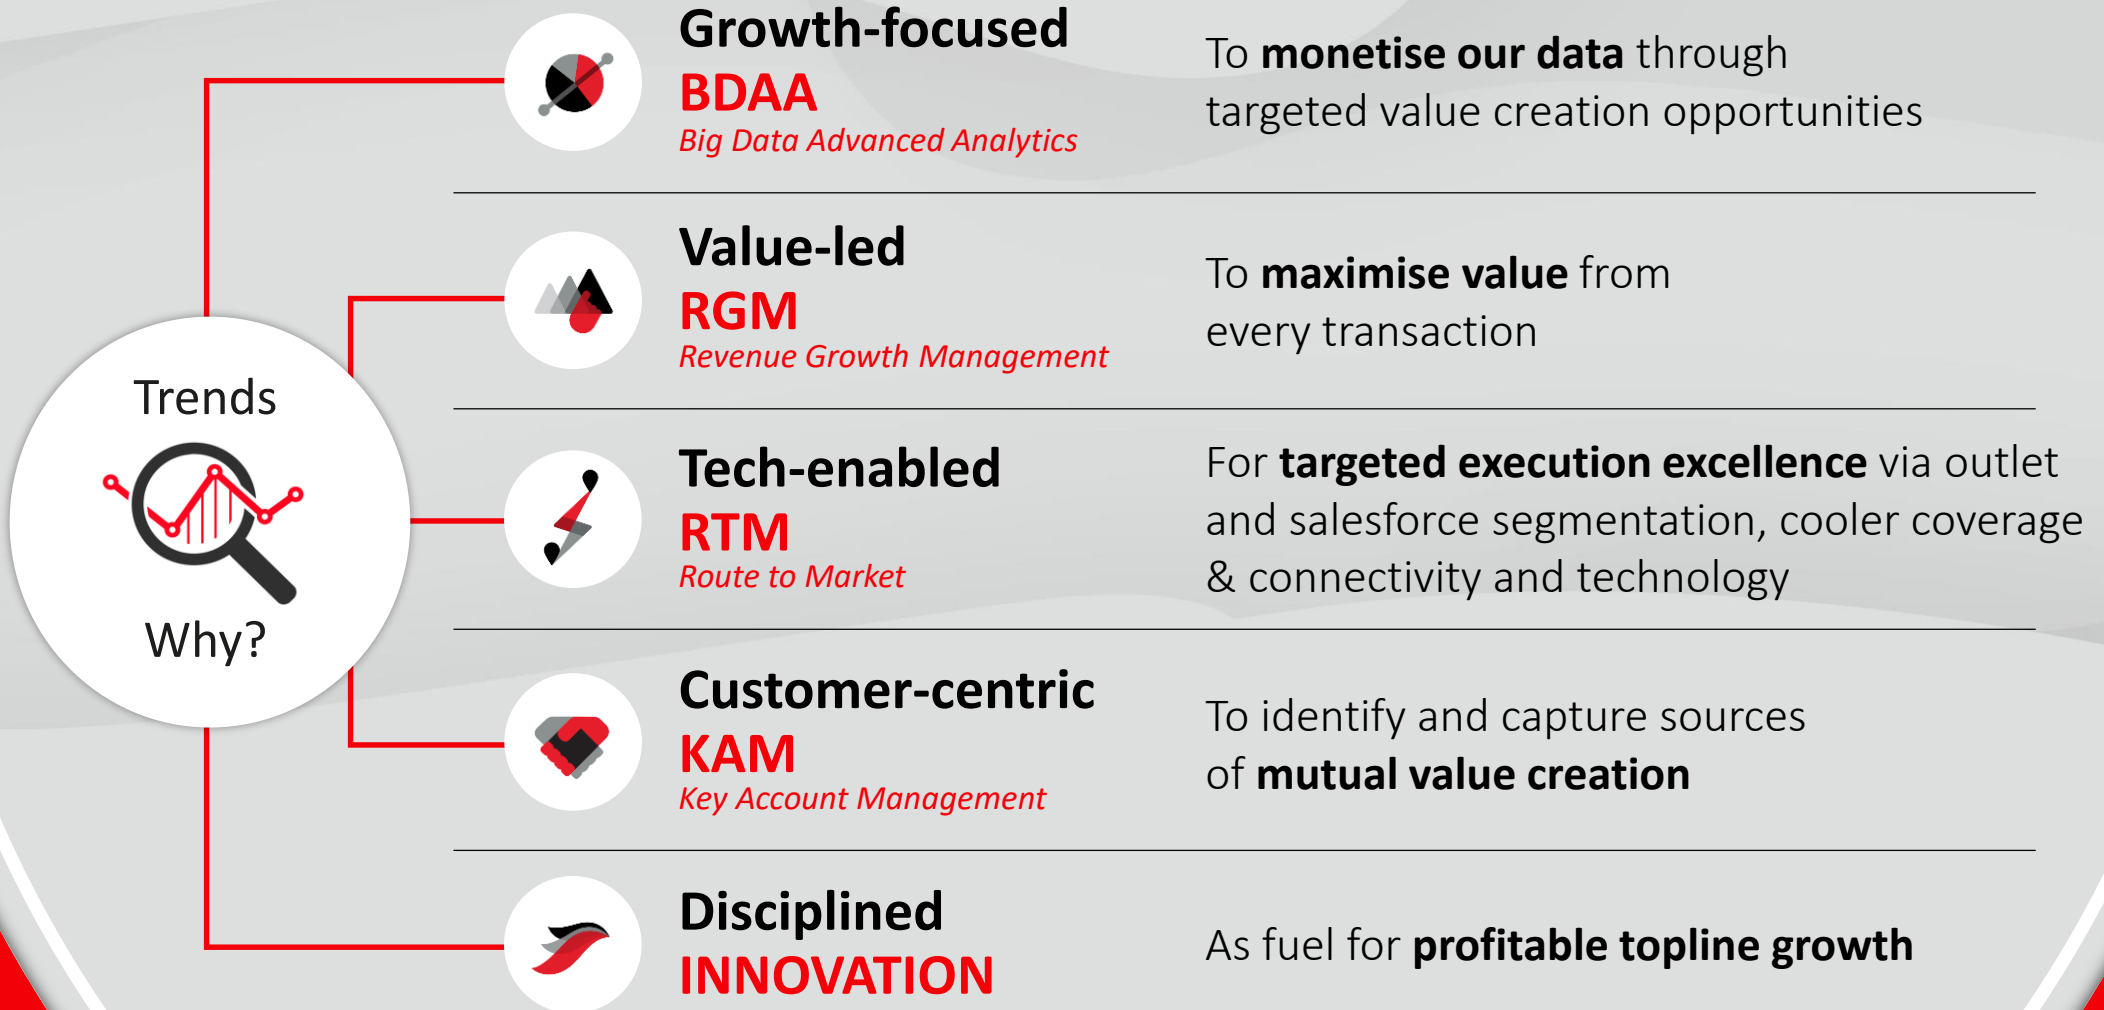 Trends
Why?
Growth-focused
BDAA
Big Data Advanced Analytics
To monetise our data through
targeted value creation opportunities
Value-led
RGM
Revenue Growth Management
To maximise value from
every transaction
Tech-enabled
RTM
Route to Market
For targeted execution excellence via outlet
and salesforce segmentation, cooler coverage
& connectivity and technology
Customer-centric
KAM
Key Account Management
To identify and capture sources
of mutual value creation
Disciplined
INNOVATION
As fuel for profitable topline growth